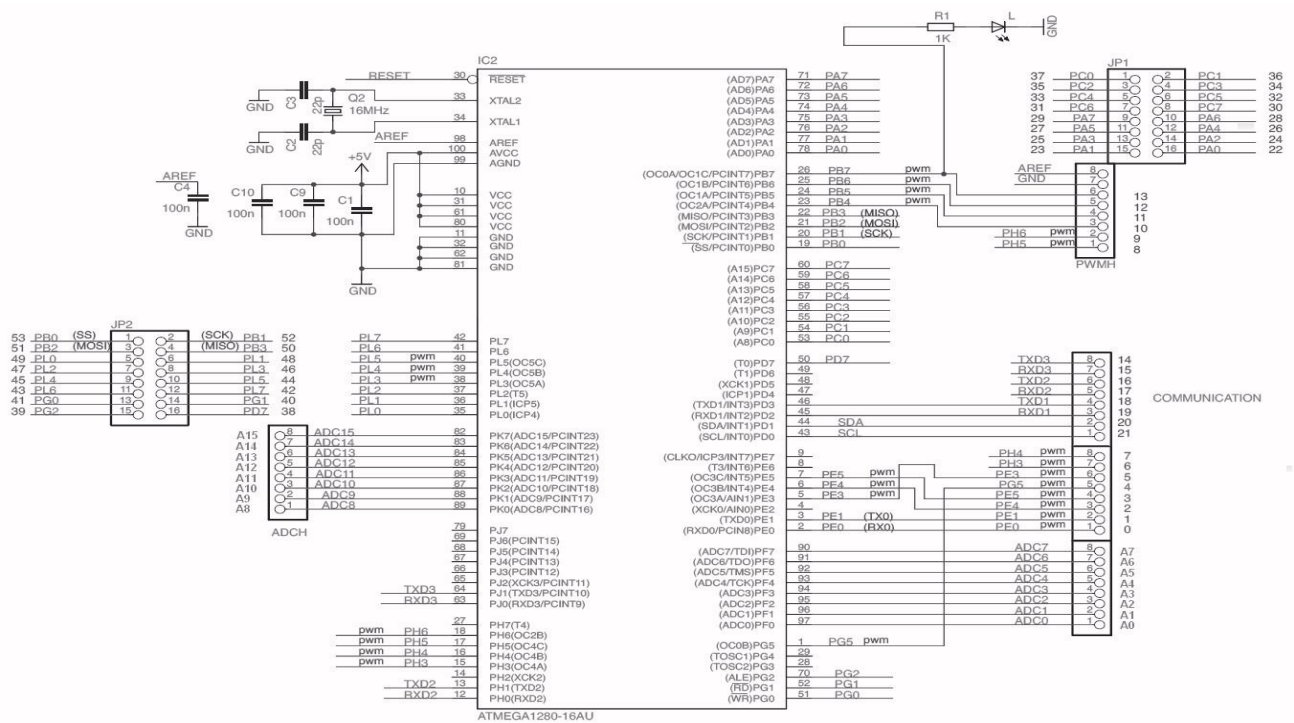 R1
L
1K
GND
IC2
RESET 30 RESET
GND C3 22p Q2 16MHz 33 XTAL2
GND C2 22p 34 XTAL1
AREF 98 AREF
100 AVCC
99 AGND
+5V
AREF
C4
100n
GND
C10
100n
C9
100n
C1
100n
GND
10 VCC
31 VCC
61 VCC
80 VCC
11 GND
32 GND
62 GND
81 GND
(AD7)PA7 71 PA7
(AD6)PA6 72 PA6
(AD5)PA5 73 PA5
(AD4)PA4 74 PA4
(AD3)PA3 75 PA3
(AD2)PA2 76 PA2
(AD1)PA1 77 PA1
(AD0)PA0 78 PA0
(OC0A/OC1C/PCINT7)PB7 26 PB7 pwm
(OC1B/PCINT6)PB6 25 PB6
(OC1A/PCINT5)PB5 24 PB5 pwm
(OC2A/PCINT4)PB4 23 PB4 pwm
(MISO/PCINT3)PB3 22 PB3 (MISO)
(MOSI/PCINT2)PB2 21 PB2 (MOSI)
(SCK/PCINT1)PB1 20 PB1 (SCK)
(SS/PCINT0)PB0 19 PB0
(A15)PC7 60 PC7
(A14)PC6 59 PC6
(A13)PC5 58 PC5
(A12)PC4 57 PC4
(A11)PC3 56 PC3
(A10)PC2 55 PC2
(A9)PC1 54 PC1
(A8)PC0 53 PC0
JP1
37 PC0 1 2 PC1 36
35 PC2 3 4 PC3 34
33 PC4 5 6 PC5 32
31 PC6 7 8 PC7 30
29 PA7 9 10 PA6 28
27 PA5 11 12 PA4 26
25 PA3 13 14 PA2 24
23 PA1 15 16 PA0 22
AREF 8
GND 7
6 13
5 12
4 11
3 10
PH6 pwm 2 9
PH5 pwm 1 8
PWMH
JP2
53 PB0 (SS) 1 2 (SCK) PB1 52
51 PB2 (MOSI) 3 4 (MISO) PB3 50
49 PL0 5 6 PL1 48
47 PL2 7 8 PL3 46
45 PL4 9 10 PL5 44
43 PL6 11 12 PL7 42
41 PG0 13 14 PG1 40
39 PG2 15 16 PD7 38
PL7 42 PL7
PL6 41 PL6
PL5 pwm 40 PL5(OC5C)
PL4 pwm 39 PL4(OC5B)
PL3 pwm 38 PL3(OC5A)
PL2 37 PL2(T5)
PL1 36 PL1(ICP5)
PL0 35 PL0(ICP4)
A15 8 ADC15 82 PK7(ADC15/PCINT23)
A14 7 ADC14 83 PK6(ADC14/PCINT22)
A13 6 ADC13 84 PK5(ADC13/PCINT21)
A12 5 ADC12 85 PK4(ADC12/PCINT20)
A11 4 ADC11 86 PK3(ADC11/PCINT19)
A10 3 ADC10 87 PK2(ADC10/PCINT18)
A9 2 ADC9 88 PK1(ADC9/PCINT17)
A8 1 ADC8 89 PK0(ADC8/PCINT16)
ADCH
79 PJ7
69 PJ6(PCINT15)
68 PJ5(PCINT14)
67 PJ4(PCINT13)
66 PJ3(PCINT12)
65 PJ2(XCK3/PCINT11)
TXD3 64 PJ1(TXD3/PCINT10)
RXD3 63 PJ0(RXD3/PCINT9)
27 PH7(T4)
pwm PH6 18 PH6(OC2B)
pwm PH5 17 PH5(OC4C)
pwm PH4 16 PH4(OC4B)
pwm PH3 15 PH3(OC4A)
14 PH2(XCK2)
TXD2 13 PH1(TXD2)
RXD2 12 PH0(RXD2)
(T0)PD7 50 PD7
(T1)PD6 49
(XCK1)PD5 48
(ICP1)PD4 47
(TXD1/INT3)PD3 46
(RXD1/INT2)PD2 45
(SDA/INT1)PD1 44 SDA
(SCL/INT0)PD0 43 SCL
TXD3 8 14
RXD3 7 15
TXD2 6 16
RXD2 5 17
TXD1 4 18
RXD1 3 19
2 20
1 21
COMMUNICATION
(CLKO/ICP3/INT7)PE7 9
(T3/INT6)PE6 8
(OC3C/INT5)PE5 7 PE5 pwm
(OC3B/INT4)PE4 6 PE4 pwm
(OC3A/AIN1)PE3 5 PE3 pwm
(XCK0/AIN0)PE2 4
(TXD0)PE1 3 PE1 (TX0)
(RXD0/PCIN8)PE0 2 PE0 (RX0)
PH4 pwm 8 7
PH3 pwm 7 6
PE3 pwm 6 5
PG5 pwm 5 4
PE5 pwm 4 3
PE4 pwm 3 2
PE1 pwm 2 1
PE0 pwm 1 0
(ADC7/TDI)PF7 90 ADC7 8 A7
(ADC6/TDO)PF6 91 ADC6 7 A6
(ADC5/TMS)PF5 92 ADC5 6 A5
(ADC4/TCK)PF4 93 ADC4 5 A4
(ADC3)PF3 94 ADC3 4 A3
(ADC2)PF2 95 ADC2 3 A2
(ADC1)PF1 96 ADC1 2 A1
(ADC0)PF0 97 ADC0 1 A0
(OC0B)PG5 1 PG5 pwm
(TOSC1)PG4 29
(TOSC2)PG3 28
(ALE)PG2 70 PG2
(RD)PG1 52 PG1
(WR)PG0 51 PG0
ATMEGA1280-16AU